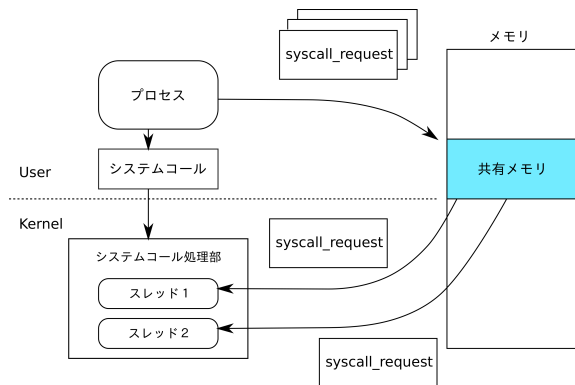 メモリ
syscall_request
プロセス
システムコール
共有メモリ
User
Kernel
syscall_request
システムコール処理部
スレッド１
スレッド２
syscall_request